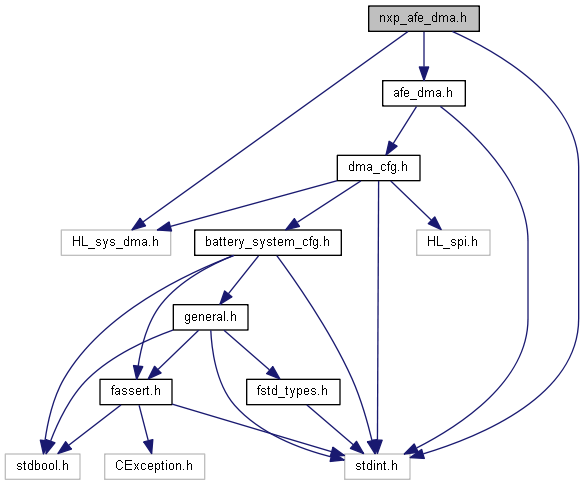 nxp_afe_dma.h
afe_dma.h
dma_cfg.h
HL_sys_dma.h
battery_system_cfg.h
HL_spi.h
general.h
fassert.h
fstd_types.h
stdbool.h
CException.h
stdint.h